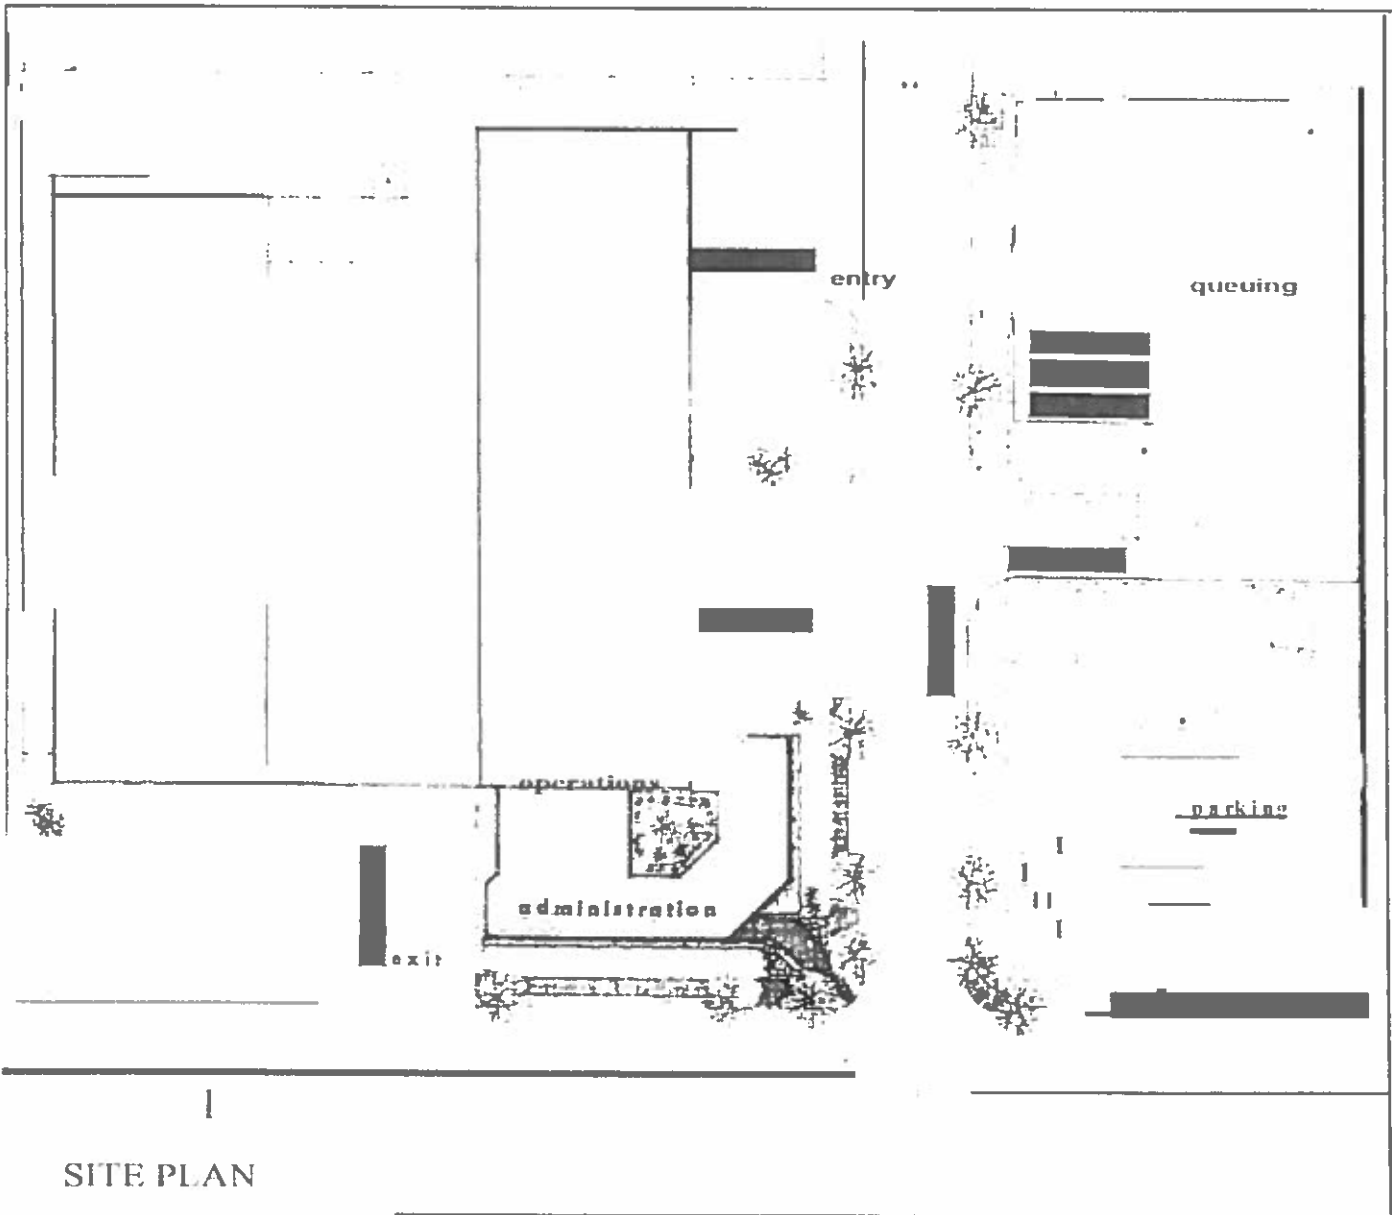 entry
queuing
operations
parking
administration
exit
SITE PLAN